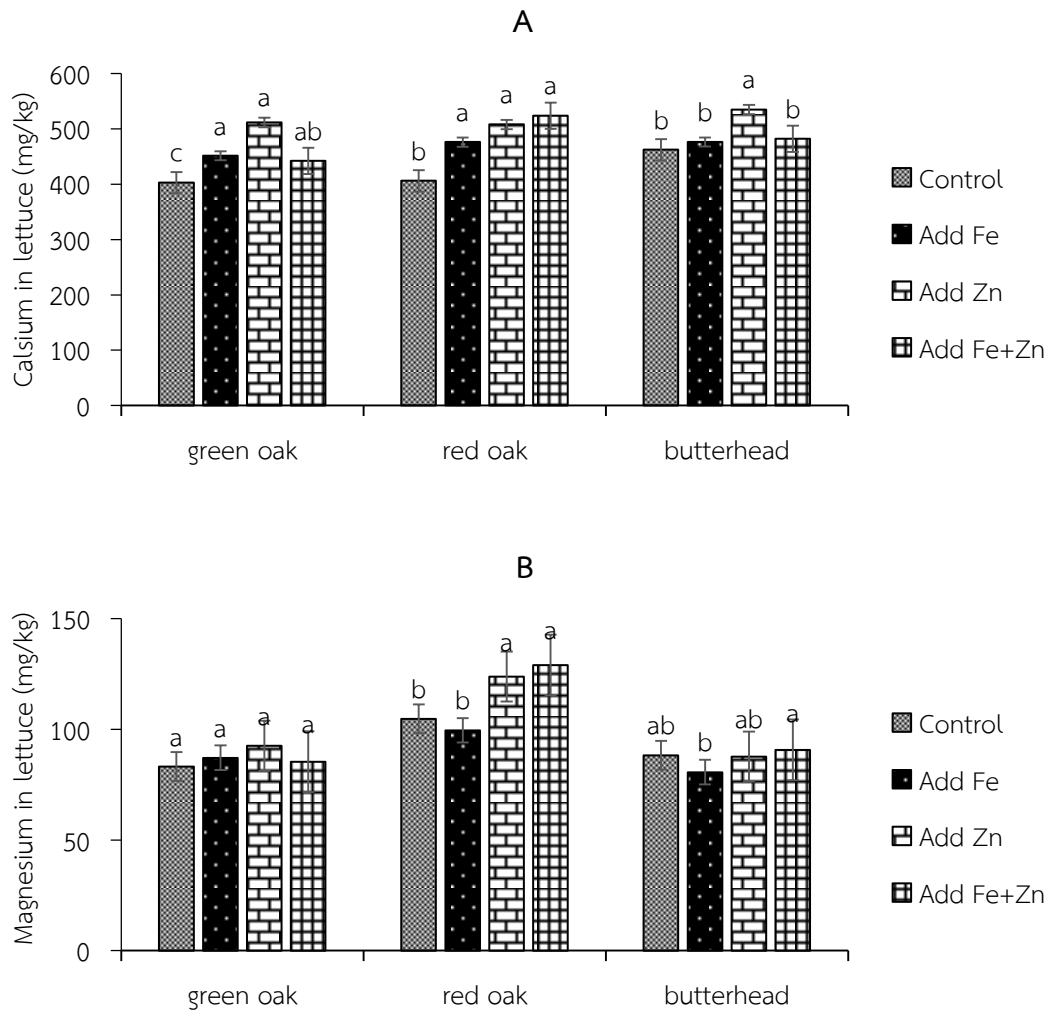 A
Calsium in lettuce (mg/kg)
600
500
400
300
200
100
0
c
a
a
ab
b
a
a
a
b
b
a
b
green oak
red oak
butterhead
Control
Add Fe
Add Zn
Add Fe+Zn
B
Magnesium in lettuce (mg/kg)
150
100
50
0
a
a
a
a
b
b
a
a
ab
b
ab
a
green oak
red oak
butterhead
Control
Add Fe
Add Zn
Add Fe+Zn